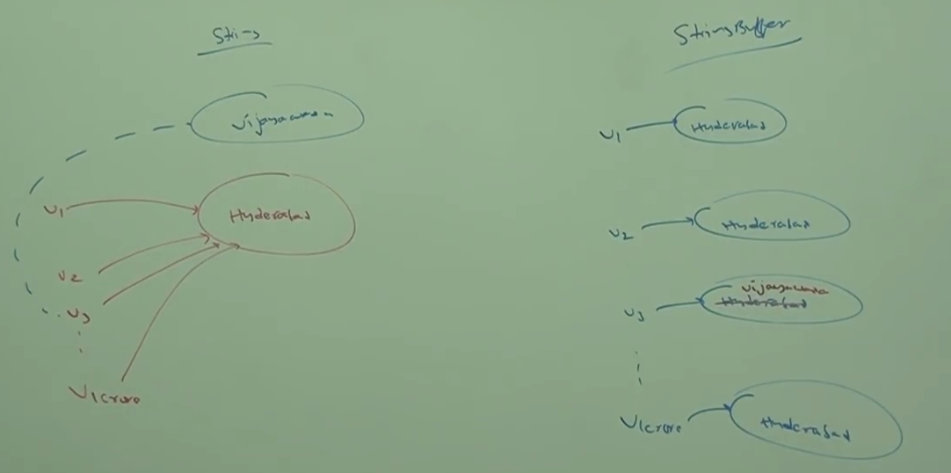 String
Vijayawada
V1
Hyderabad
V2
V3
V1crore
StringBuffer
V1
Hyderabad
V2
Hyderabad
V3
Vijayawada
Hyderabad
V1crore
Hyderabad